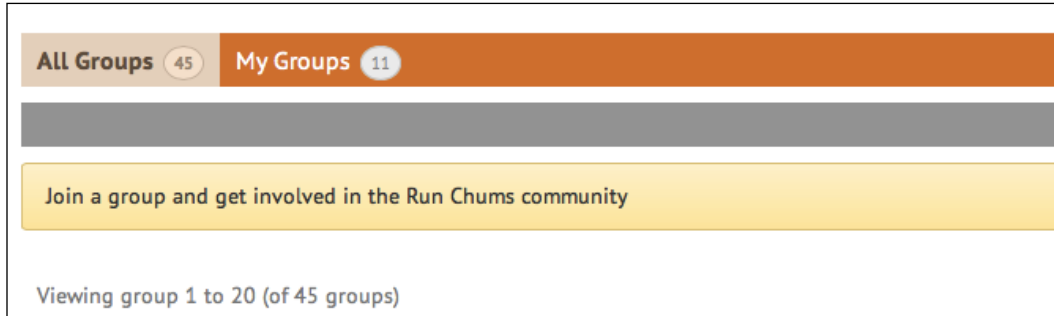 All Groups 45 My Groups 11
Join a group and get involved in the Run Chums community
Viewing group 1 to 20 (of 45 groups)